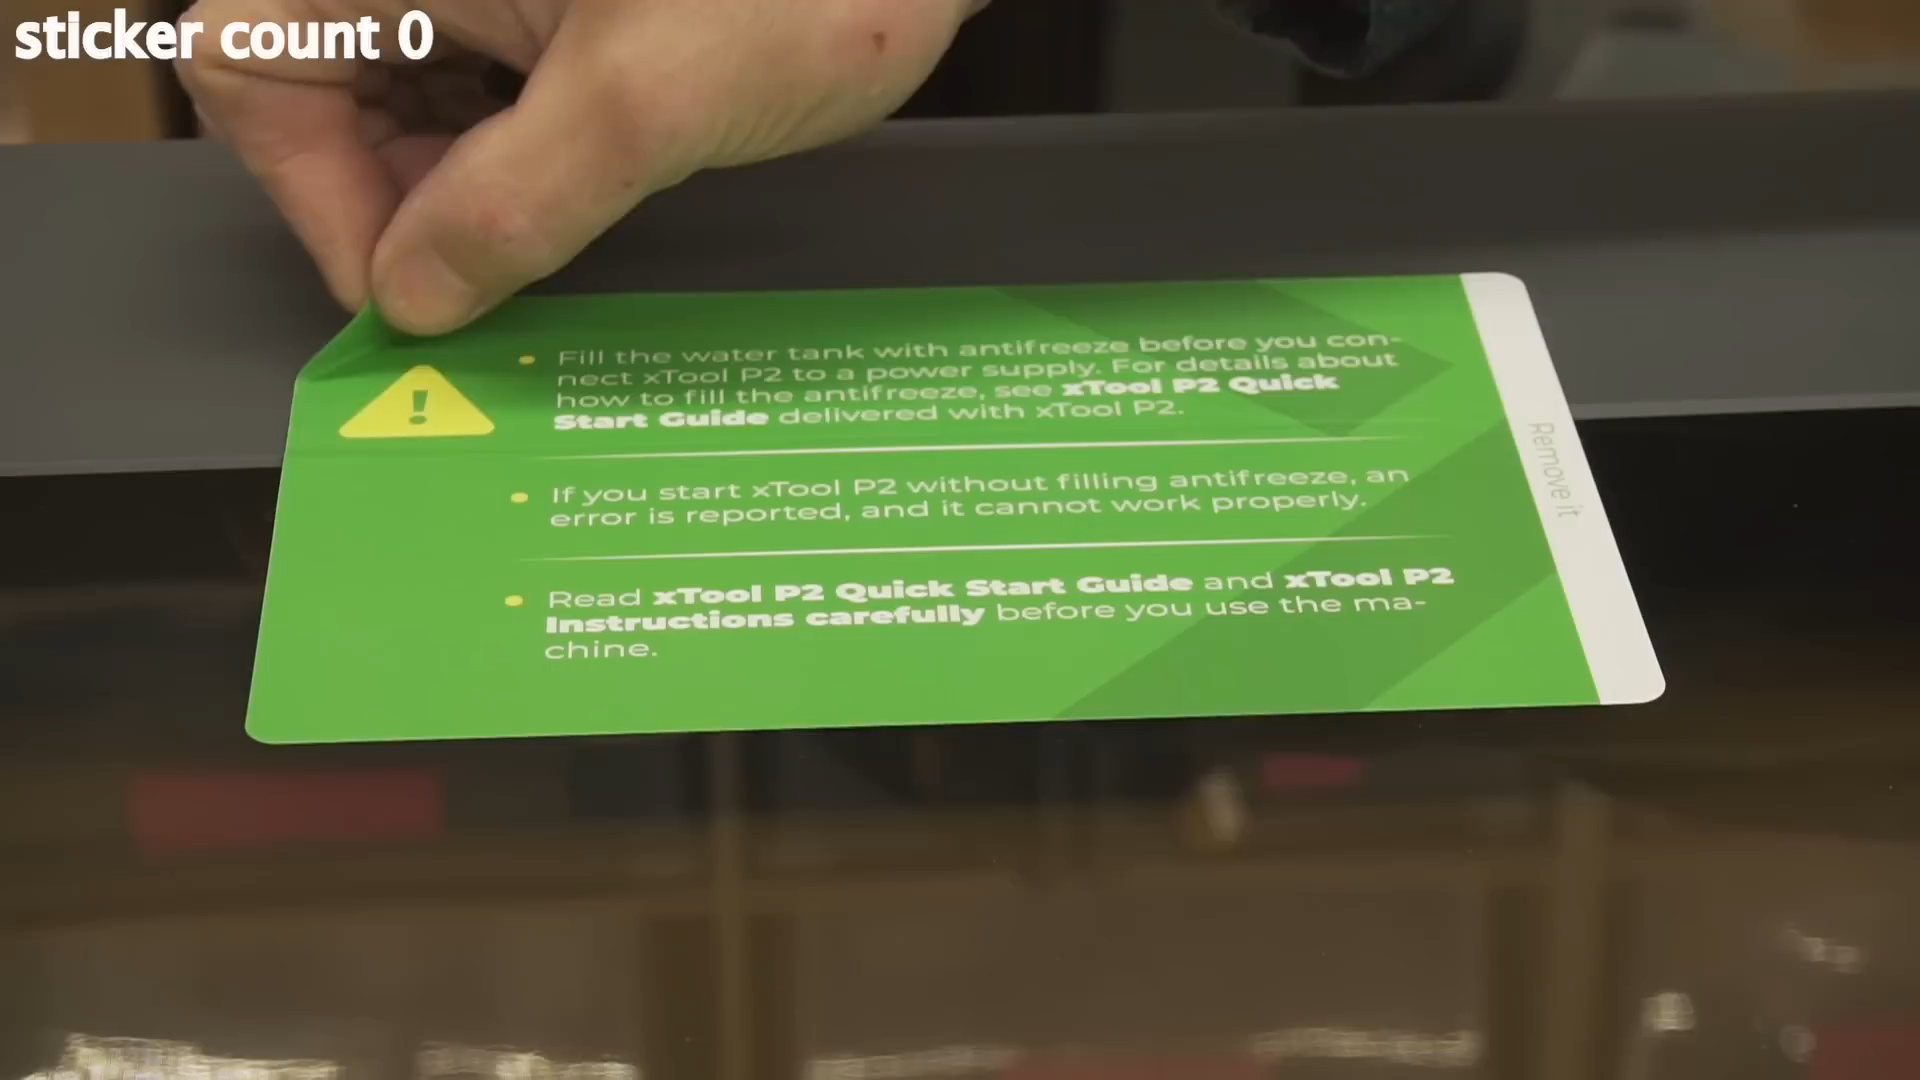 sticker count 0
! 
• Fill the water tank with antifreeze before you con-
nect xTool P2 to a power supply. For details about
how to fill the antifreeze, see xTool P2 Quick
Start Guide delivered with xTool P2.
• If you start xTool P2 without filling antifreeze, an
error is reported, and it cannot work properly.
• Read xTool P2 Quick Start Guide and xTool P2
Instructions carefully before you use the ma-
chine.
Remove it